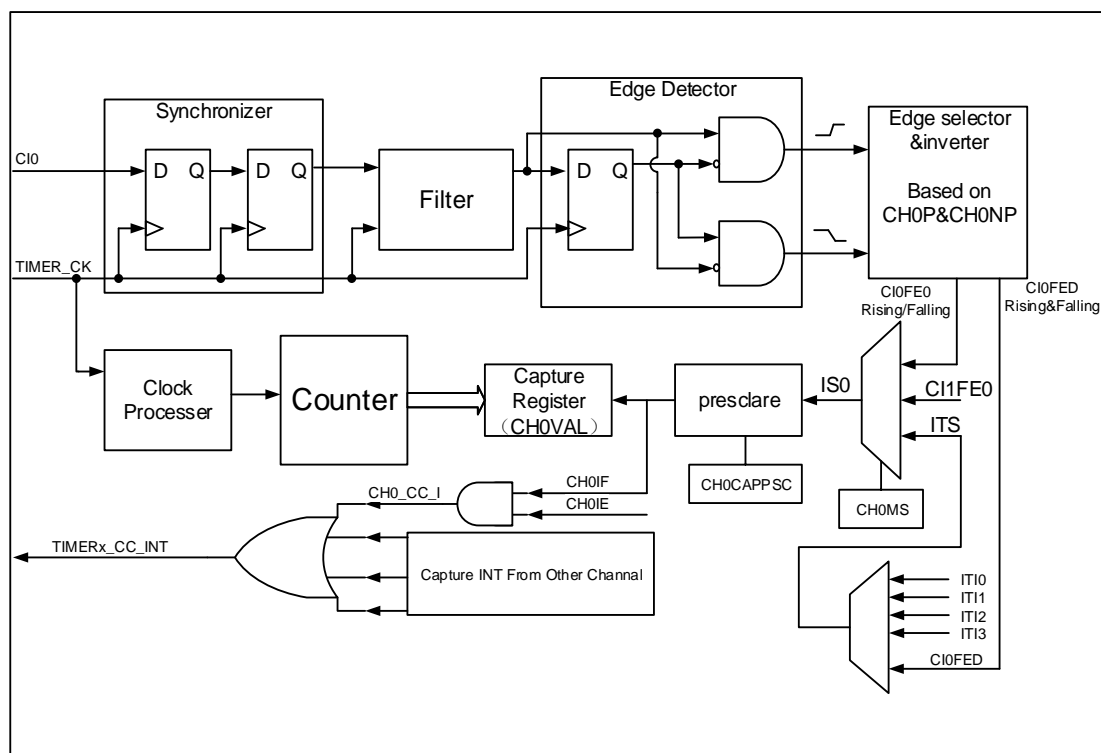 Synchronizer
Edge Detector
CI0
D Q
D Q
Filter
D Q
Edge selector
&inverter
Based on
CH0P&CH0NP
TIMER_CK
CI0FE0
Rising/Falling
CI0FED
Rising&Falling
Clock
Processer
Counter
Capture
Register
(CH0VAL)
presclare
IS0
CI1FE0
ITS
CH0CAPPSC
CH0MS
CH0_CC_I
CH0IF
CH0IE
TIMERx_CC_INT
Capture INT From Other Channel
ITI0
ITI1
ITI2
ITI3
CI0FED